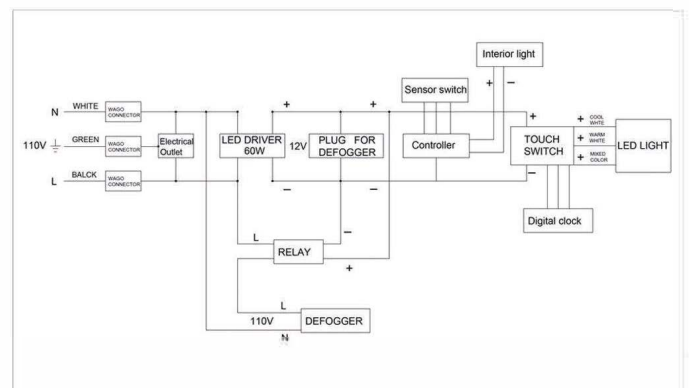 Interior light
+ −
Sensor switch
N WHITE WAGO CONNECTOR
110V GREEN WAGO CONNECTOR
L BALCK WAGO CONNECTOR
Electrical
Outlet
LED DRIVER
60W
+ +
12V
− −
PLUG FOR
DEFOGGER
Controller
+
TOUCH
SWITCH
−
+ COOL WHTE
+ WARM WHITE
+ MIXED COLOR
LED LIGHT
Digital clock
L
RELAY
−
+
L
110V
N
DEFOGGER